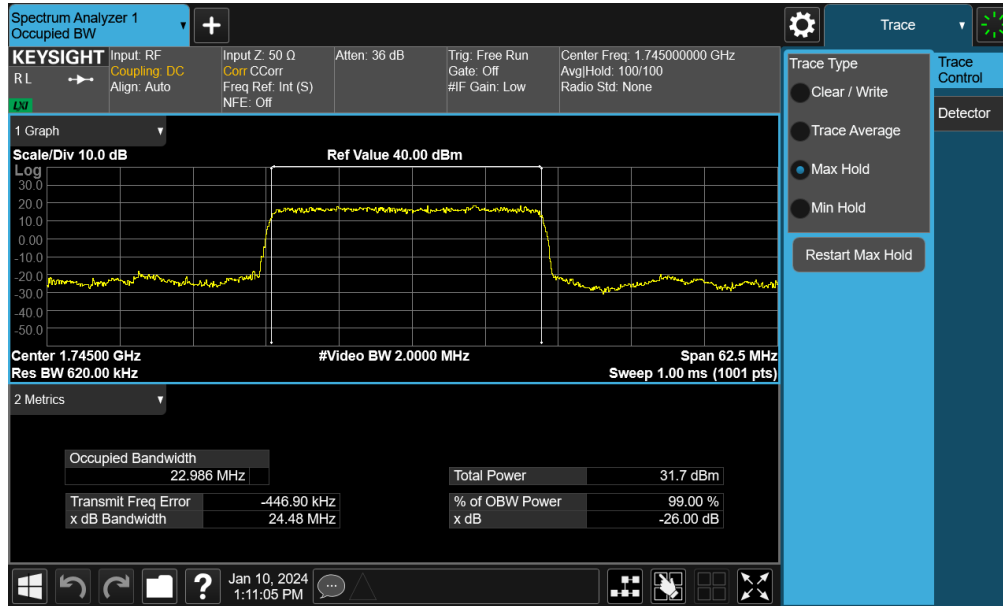 Spectrum Analyzer 1
Occupied BW
+
Trace
KEYSIGHT
R L
LXI
Input: RF
Coupling: DC
Align: Auto
Input Z: 50 Ω
Corr CCorr
Freq Ref: Int (S)
NFE: Off
Atten: 36 dB
Trig: Free Run
Gate: Off
#IF Gain: Low
Center Freq: 1.745000000 GHz
Avg|Hold: 100/100
Radio Std: None
1 Graph
Scale/Div 10.0 dB
Ref Value 40.00 dBm
Log
30.0
20.0
10.0
0.00
-10.0
-20.0
-30.0
-40.0
-50.0
Center 1.74500 GHz
#Video BW 2.0000 MHz
Span 62.5 MHz
Res BW 620.00 kHz
Sweep 1.00 ms (1001 pts)
2 Metrics
Occupied Bandwidth
22.986 MHz
Total Power 31.7 dBm
Transmit Freq Error -446.90 kHz
% of OBW Power 99.00 %
x dB Bandwidth 24.48 MHz
x dB -26.00 dB
Trace Type
Clear / Write
Trace Average
Max Hold
Min Hold
Restart Max Hold
Trace
Control
Detector
?
Jan 10, 2024
1:11:05 PM